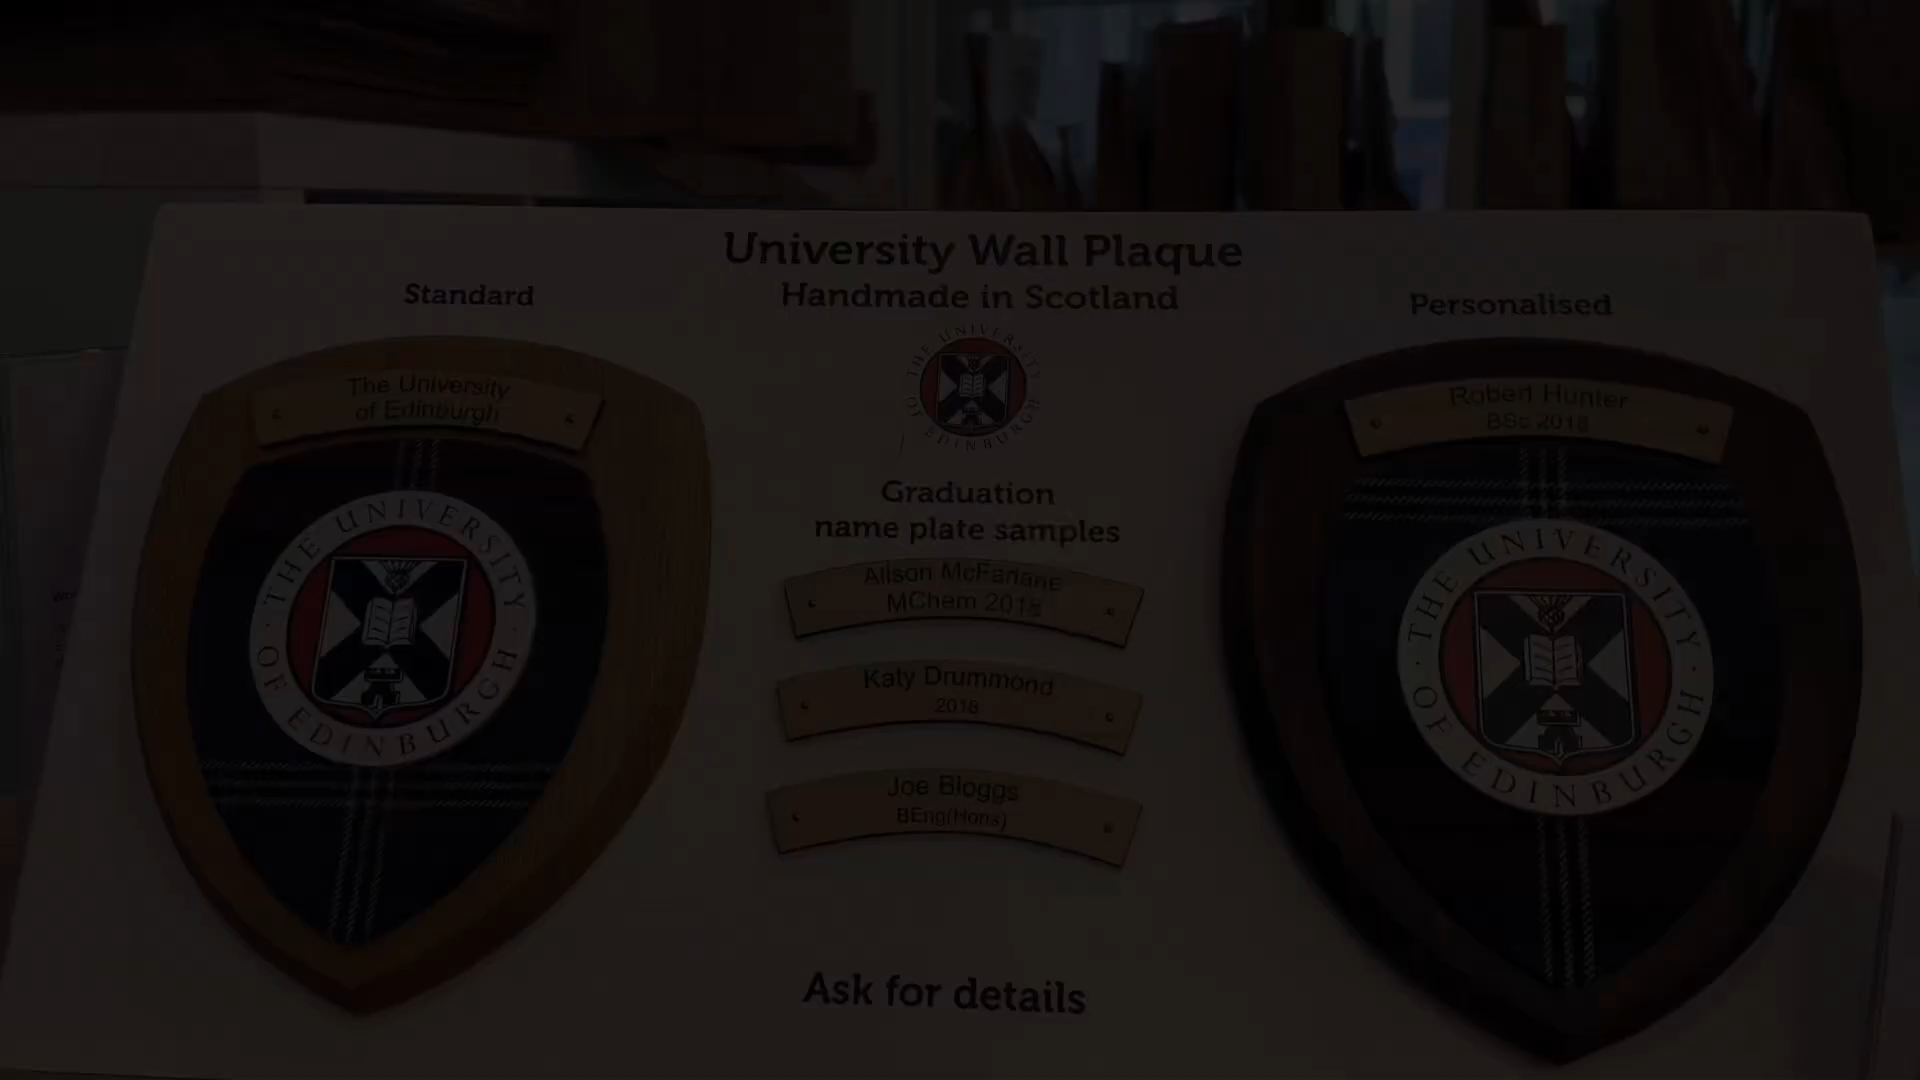 University Wall Plaque
Handmade in Scotland
Standard
The University
of Edinburgh
THE UNIVERSITY OF EDINBURGH
THE UNIVERSITY OF EDINBURGH
Graduation
name plate samples
Alison McFarlane
MChem 2018
Katy Drummond
2018
Joe Bloggs
BEng(Hons)
Ask for details
Personalised
Robert Hunter
BSc 2018
THE UNIVERSITY OF EDINBURGH